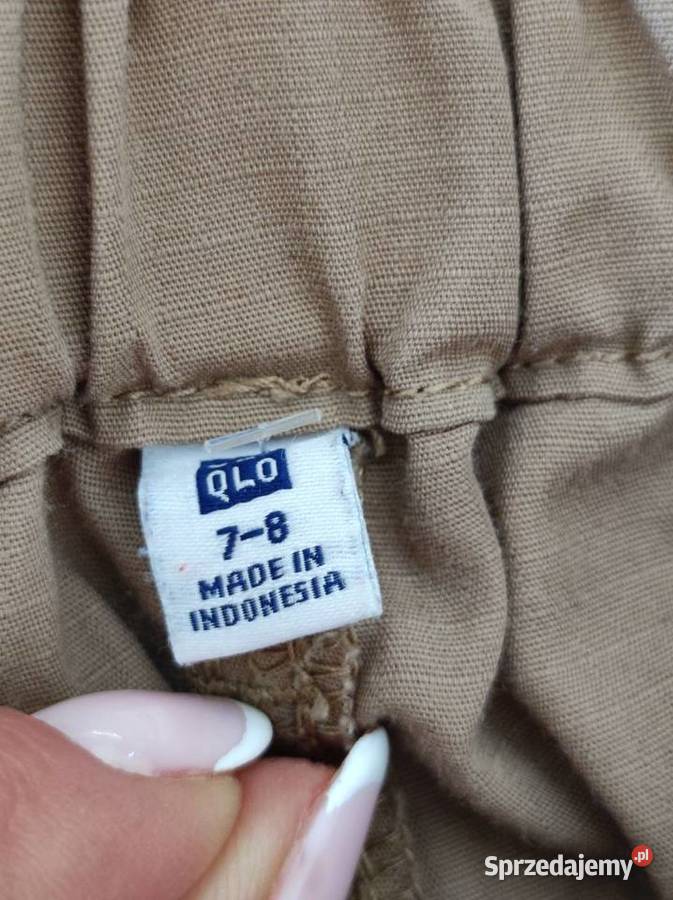 QLO
7-8
MADE IN
INDONESIA
Sprzedajemy.pl